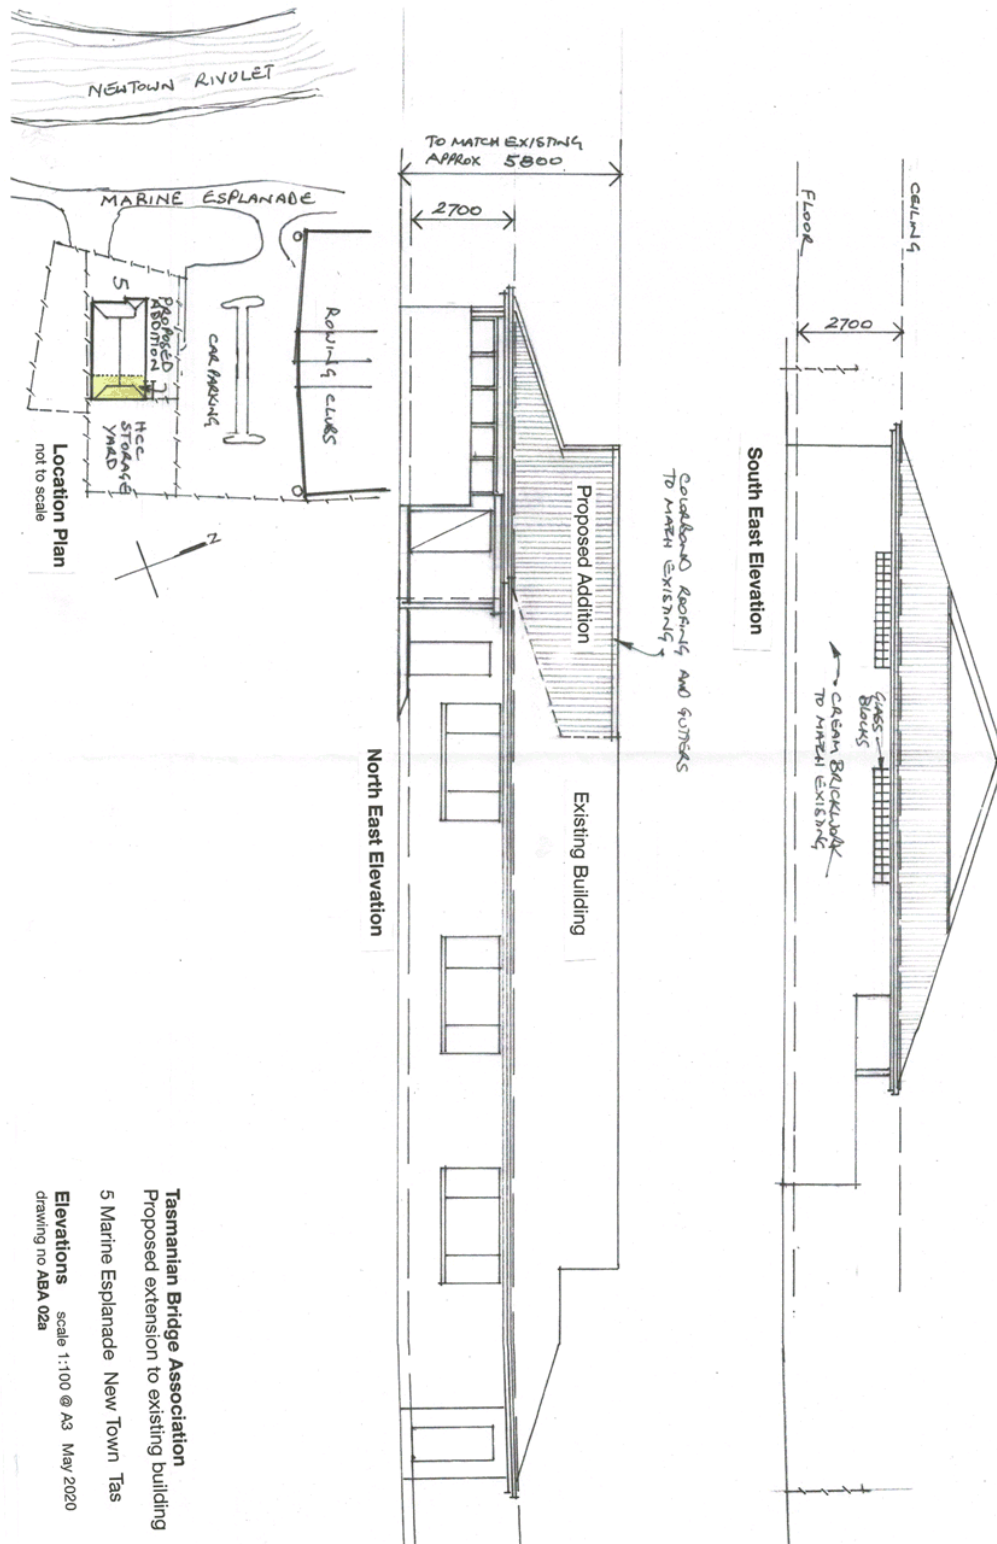 CEILING
FLOOR
2700
GLASS
BLOCKS
CREAM BRICKWORK
TO MATCH EXISTING
South East Elevation
COLORBOND ROOFING AND GUTTERS
TO MATCH EXISTING
TO MATCH EXISTING
APPROX 5800
2700
Proposed Addition
Existing Building
North East Elevation
NEWTOWN RIVULET
MARINE ESPLANADE
ROWING CLUBS
CAR PARKING
5
PROPOSED
ADDITION
HCC
STORAGE
YARD
N
Location Plan
not to scale
Tasmanian Bridge Association
Proposed extension to existing building
5 Marine Esplanade New Town Tas
Elevations scale 1:100 @ A3 May 2020
drawing no ABA 02a